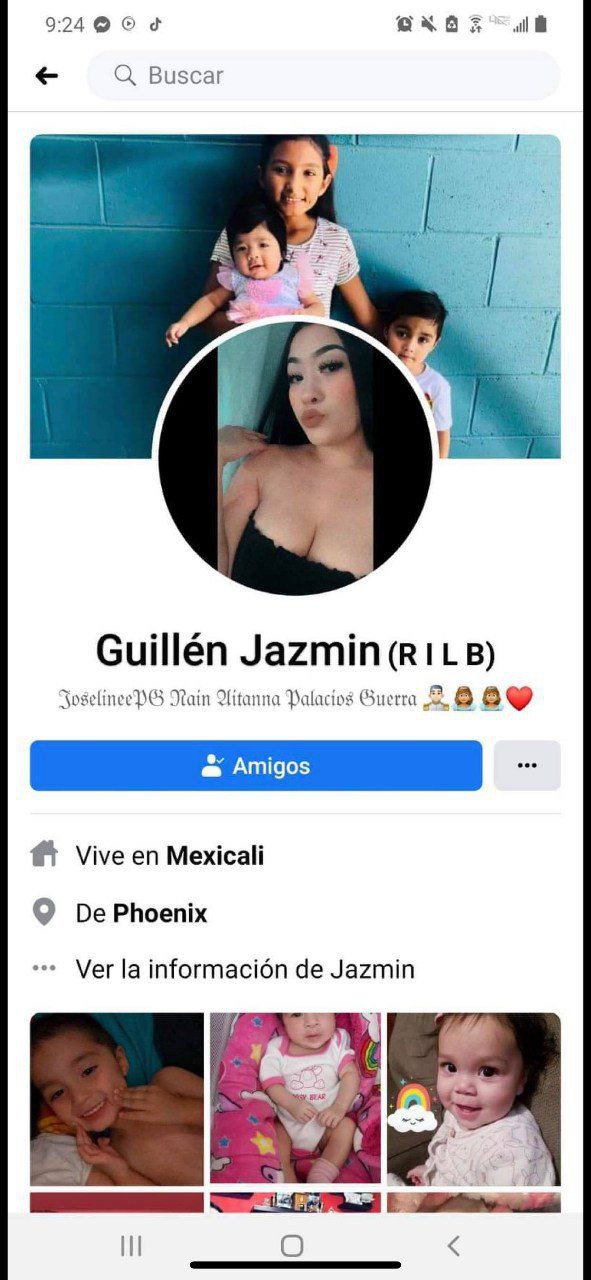 9:24
Buscar
Guillén Jazmin (R I L B)
JoselineePG Nain Aitanna Palacios Guerra
Amigos
Vive en Mexicali
De Phoenix
Ver la información de Jazmin
BEAR